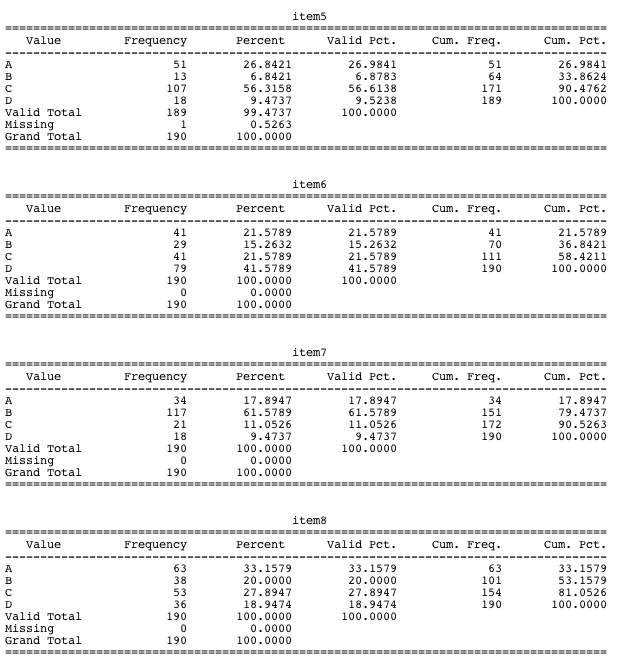 item5
Value Frequency Percent Valid Pct. Cum. Freq. Cum. Pct.
A 51 26.8421 26.9841 51 26.9841
B 13 6.8421 6.8783 64 33.8624
C 107 56.3158 56.6138 171 90.4762
D 18 9.4737 9.5238 189 100.0000
Valid Total 189 99.4737 100.0000
Missing 1 0.5263
Grand Total 190 100.0000
item6
Value Frequency Percent Valid Pct. Cum. Freq. Cum. Pct.
A 41 21.5789 21.5789 41 21.5789
B 29 15.2632 15.2632 70 36.8421
C 41 21.5789 21.5789 111 58.4211
D 79 41.5789 41.5789 190 100.0000
Valid Total 190 100.0000 100.0000
Missing 0 0.0000
Grand Total 190 100.0000
item7
Value Frequency Percent Valid Pct. Cum. Freq. Cum. Pct.
A 34 17.8947 17.8947 34 17.8947
B 117 61.5789 61.5789 151 79.4737
C 21 11.0526 11.0526 172 90.5263
D 18 9.4737 9.4737 190 100.0000
Valid Total 190 100.0000 100.0000
Missing 0 0.0000
Grand Total 190 100.0000
item8
Value Frequency Percent Valid Pct. Cum. Freq. Cum. Pct.
A 63 33.1579 33.1579 63 33.1579
B 38 20.0000 20.0000 101 53.1579
C 53 27.8947 27.8947 154 81.0526
D 36 18.9474 18.9474 190 100.0000
Valid Total 190 100.0000 100.0000
Missing 0 0.0000
Grand Total 190 100.0000